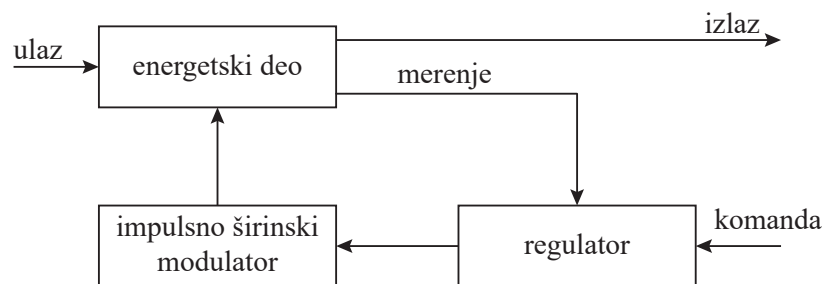 ulaz
energetski deo
izlaz
merenje
impulsno širinski
modulator
regulator
komanda